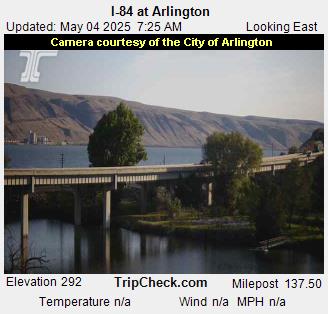 I-84 at Arlington
Updated: May 04 2025 7:25 AM Looking East
Camera courtesy of the City of Arlington
Elevation 292 TripCheck.com Milepost 137.50
Temperature n/a Wind n/a MPH n/a